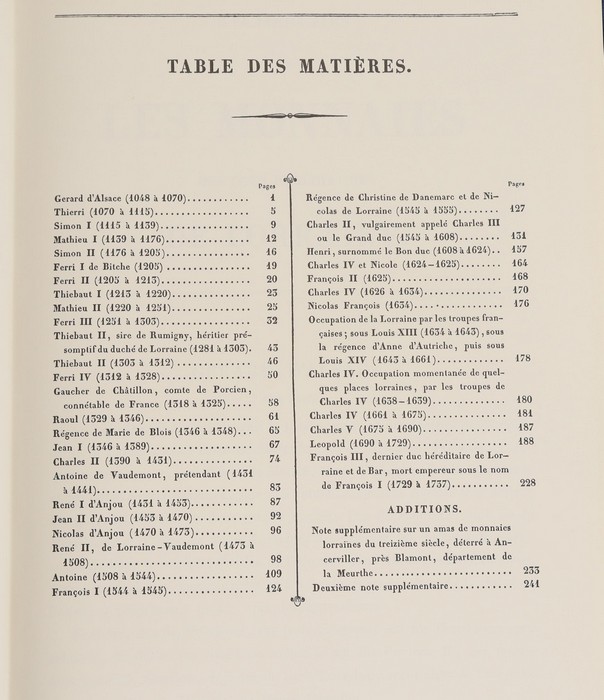 TABLE DES MATIÈRES.
Pages
Gerard d'Alsace (1048 à 1070)............ 1
Thierri (1070 à 1115)................. 5
Simon I (1115 à 1139)................ 9
Mathieu I (1139 à 1176)............... 12
Simon II (1176 à 1205)............... 16
Ferri I de Bitche (1205) ............... 19
Ferri II (1205 à 1213)................ 20
Thiebaut I (1213 à 1220).............. 23
Mathieu II (1220 à 1251)............. 25
Ferri III (1251 à 1303)................ 32
Thiebaut II, sire de Rumigny, héritier pré-
somptif du duché de Lorraine (1281 à 1303). 43
Thiebaut II (1303 à 1312) ............. 46
Ferri IV (1312 à 1328)................ 50
Gaucher de Châtillon, comte de Porcien,
connétable de France (1318 à 1325)..... 58
Raoul (1329 à 1346).................. 61
Régence de Marie de Blois (1346 à 1348)... 65
Jean I (1346 à 1389).................. 67
Charles II (1390 à 1431)............... 74
Antoine de Vaudemont, prétendant (1431
à 1441)........................... 83
René I d'Anjou (1431 à 1453)........... 87
Jean II d'Anjou (1453 à 1470) .......... 92
Nicolas d'Anjou (1470 à 1473).......... 96
René II, de Lorraine-Vaudemont (1473 à
1508)............................. 98
Antoine (1508 à 1544)................. 109
François I (1544 à 1545)............... 124
Pages
Régence de Christine de Danemarc et de Ni-
colas de Lorraine (1545 à 1555)........ 127
Charles II, vulgairement appelé Charles III
ou le Grand duc (1545 à 1608)......... 131
Henri, surnommé le Bon duc (1608 à 1624).. 157
Charles IV et Nicole (1624-1625)......... 164
François II (1625)................... 168
Charles IV (1626 à 1634).............. 170
Nicolas François (1634)............... 176
Occupation de la Lorraine par les troupes fran-
çaises; sous Louis XIII (1634 à 1643), sous
la régence d'Anne d'Autriche, puis sous
Louis XIV (1643 à 1661)............. 178
Charles IV. Occupation momentanée de quel-
ques places lorraines, par les troupes de
Charles IV (1638-1639).............. 180
Charles IV (1661 à 1675).............. 181
Charles V (1675 à 1690)............... 187
Leopold (1690 à 1729)................. 188
François III, dernier duc héréditaire de Lor-
raine et de Bar, mort empereur sous le nom
de François I (1729 à 1737)........... 228
ADDITIONS.
Note supplémentaire sur un amas de monnaies
lorraines du treizième siècle, déterré à An-
cerviller, près Blamont, département de
la Meurthe........................ 233
Deuxième note supplémentaire............ 241